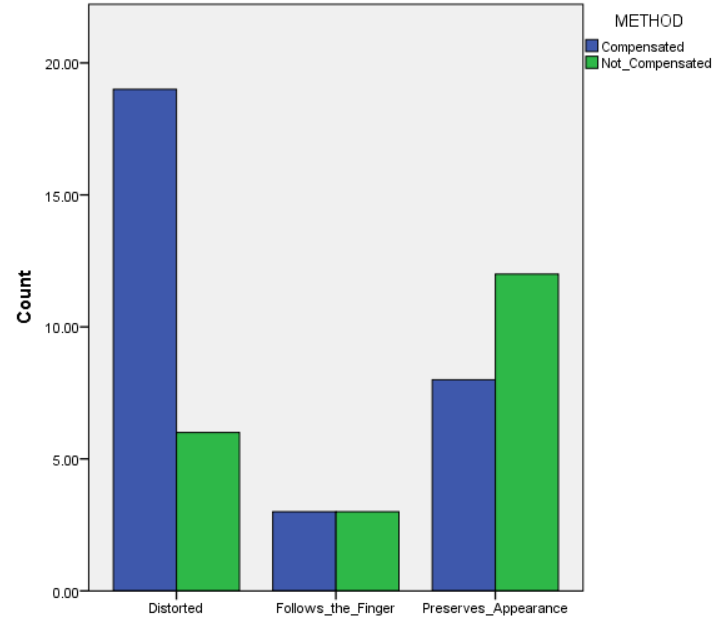 METHOD
Compensated
Not_Compensated
20.00
15.00
10.00
5.00
0.00
Count
Distorted
Follows_the_Finger
Preserves_Appearance